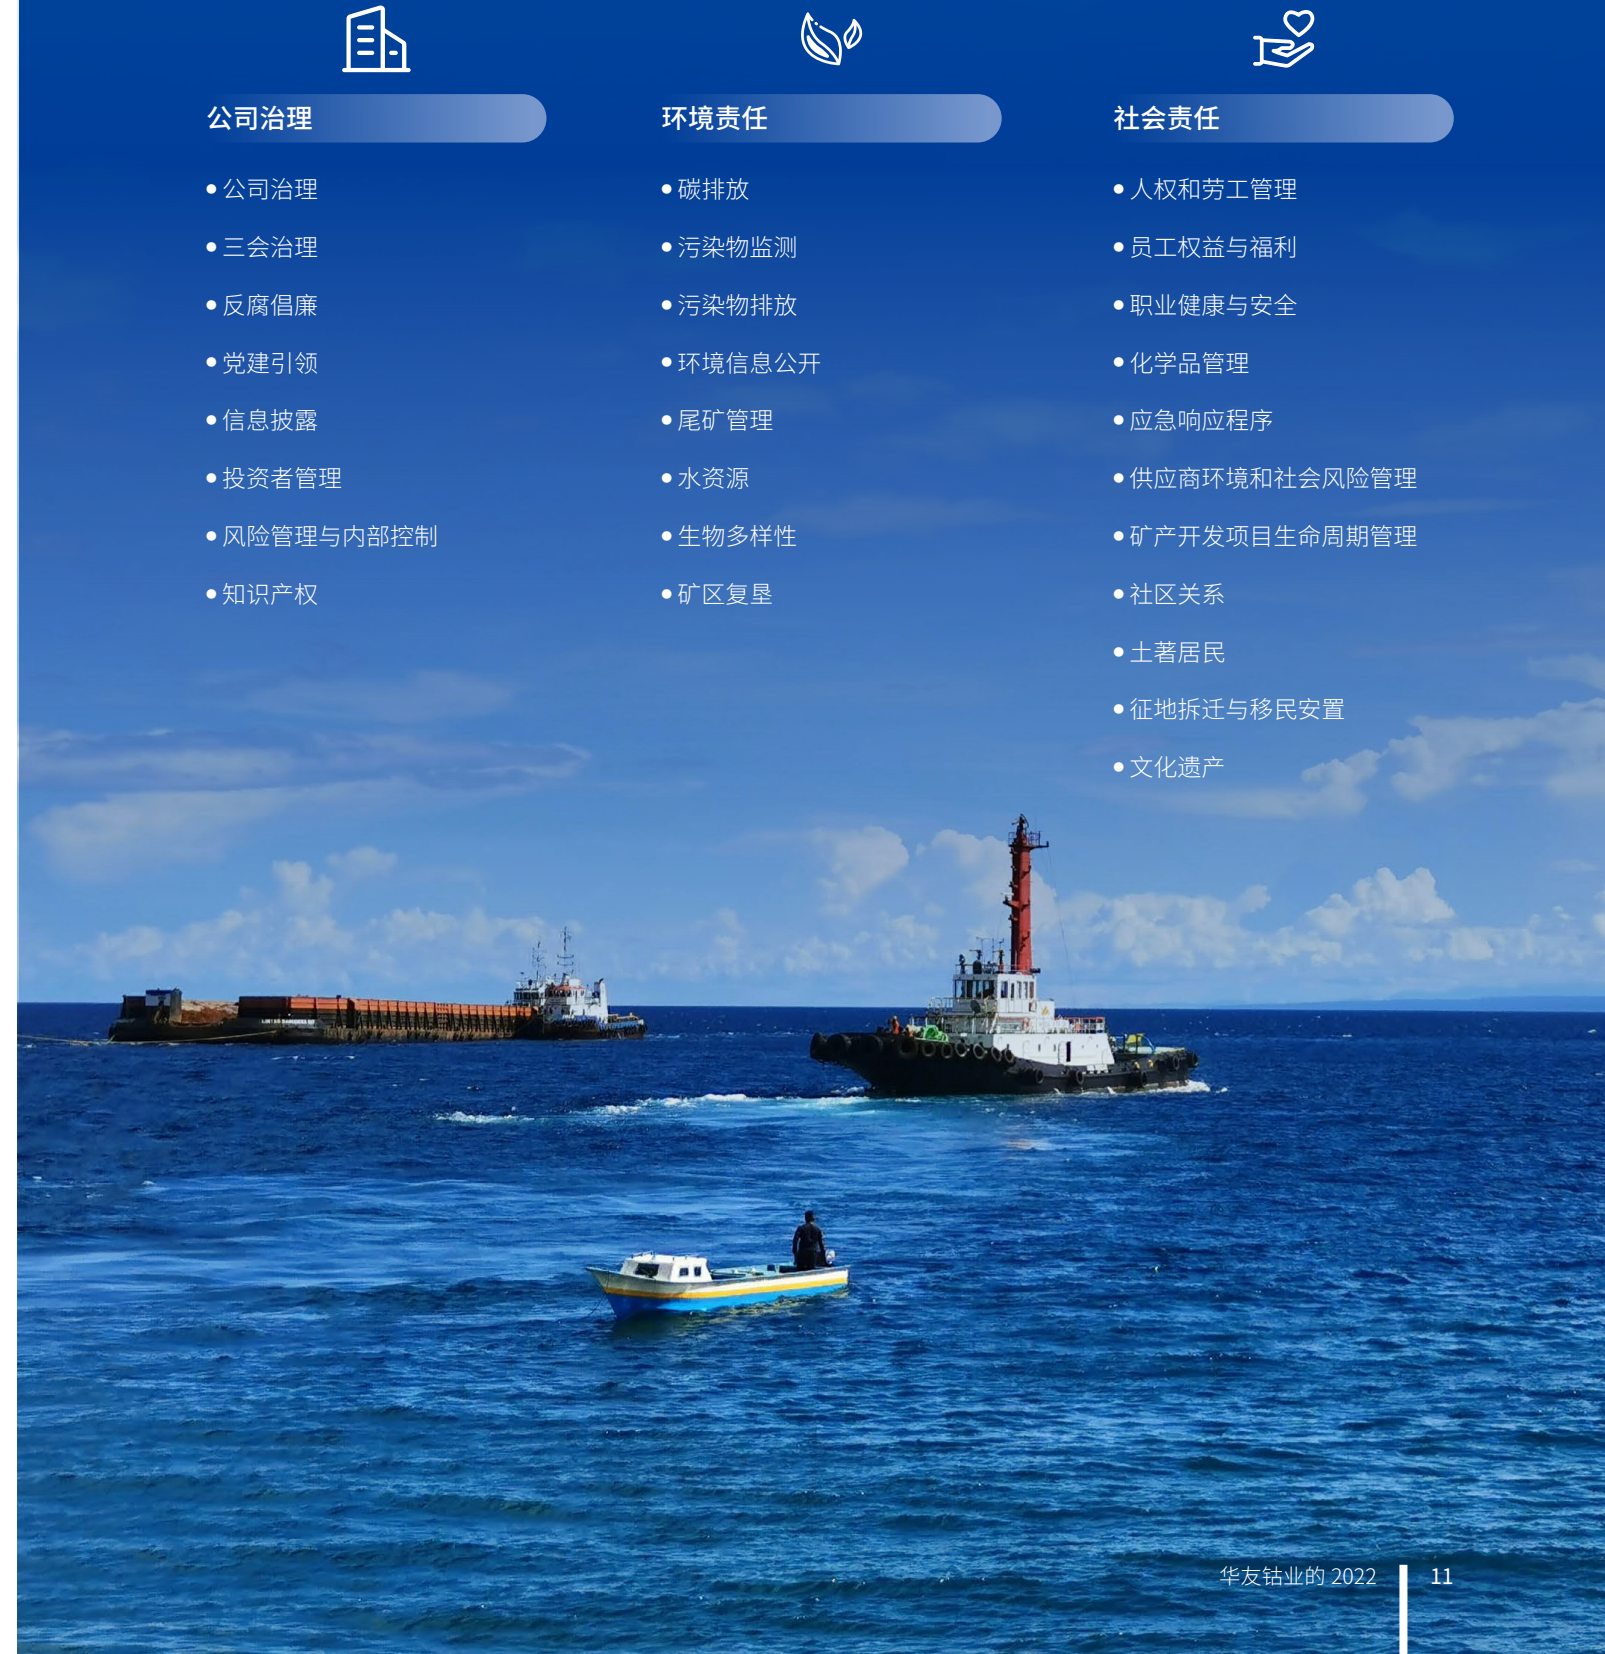 公司治理
• 公司治理
• 三会治理
• 反腐倡廉
• 党建引领
• 信息披露
• 投资者管理
• 风险管理与内部控制
• 知识产权
环境责任
• 碳排放
• 污染物监测
• 污染物排放
• 环境信息公开
• 尾矿管理
• 水资源
• 生物多样性
• 矿区复垦
社会责任
• 人权和劳工管理
• 员工权益与福利
• 职业健康与安全
• 化学品管理
• 应急响应程序
• 供应商环境和社会风险管理
• 矿产开发项目生命周期管理
• 社区关系
• 土著居民
• 征地拆迁与移民安置
• 文化遗产
华友钴业的 2022
11